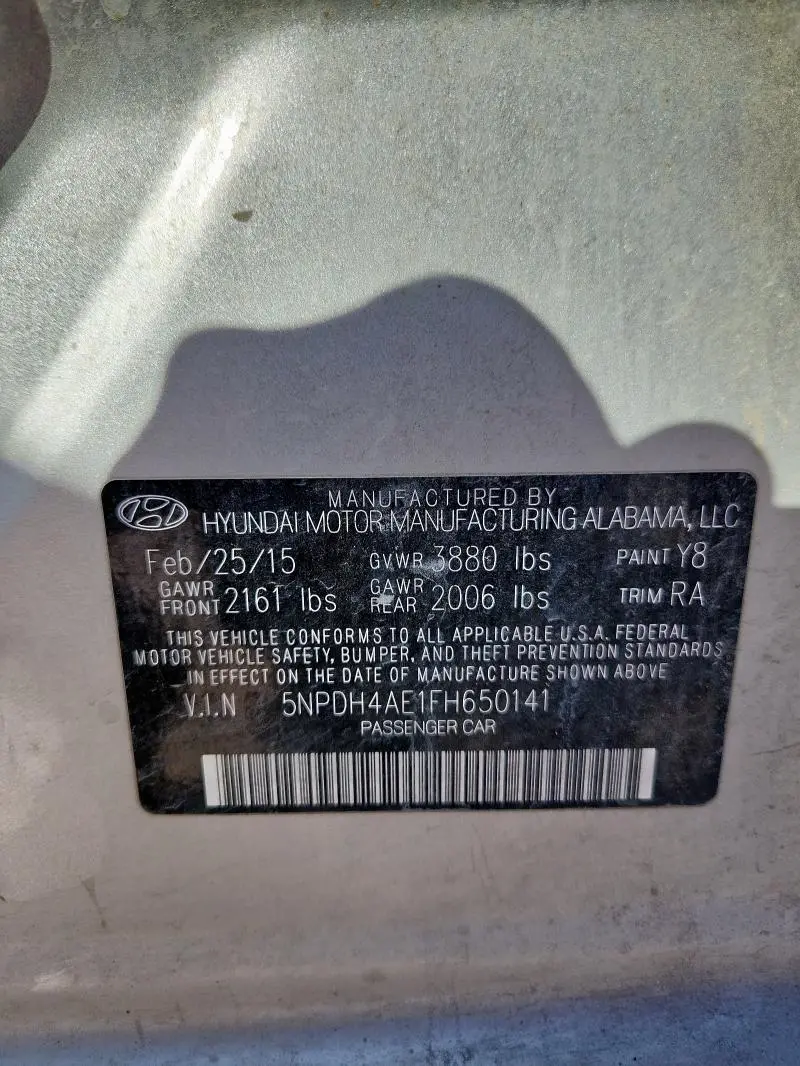 MANUFACTURED BY
HYUNDAI MOTOR MANUFACTURING ALABAMA, LLC
Feb/25/15 GVWR 3880 lbs PAINT Y8
GAWR FRONT 2161 lbs GAWR REAR 2006 lbs TRIM RA
THIS VEHICLE CONFORMS TO ALL APPLICABLE U.S.A. FEDERAL
MOTOR VEHICLE SAFETY, BUMPER, AND THEFT PREVENTION STANDARDS
IN EFFECT ON THE DATE OF MANUFACTURE SHOWN ABOVE
V.I.N 5NPDH4AE1FH650141
PASSENGER CAR